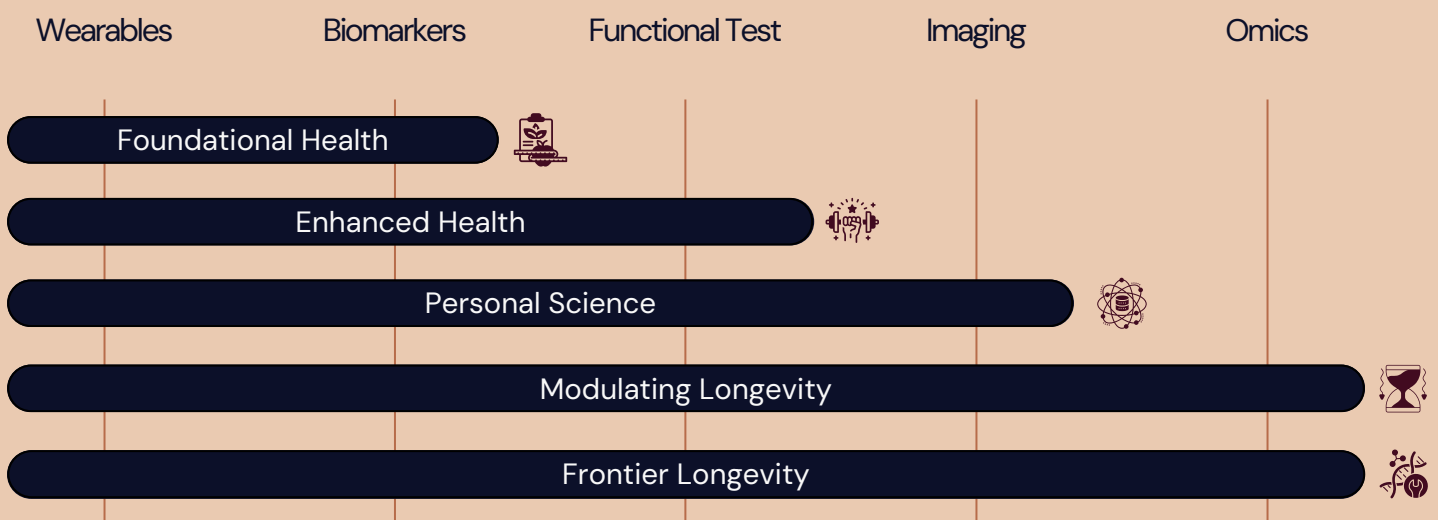 Wearables Biomarkers Functional Test Imaging Omics
Foundational Health
Enhanced Health
Personal Science
Modulating Longevity
Frontier Longevity